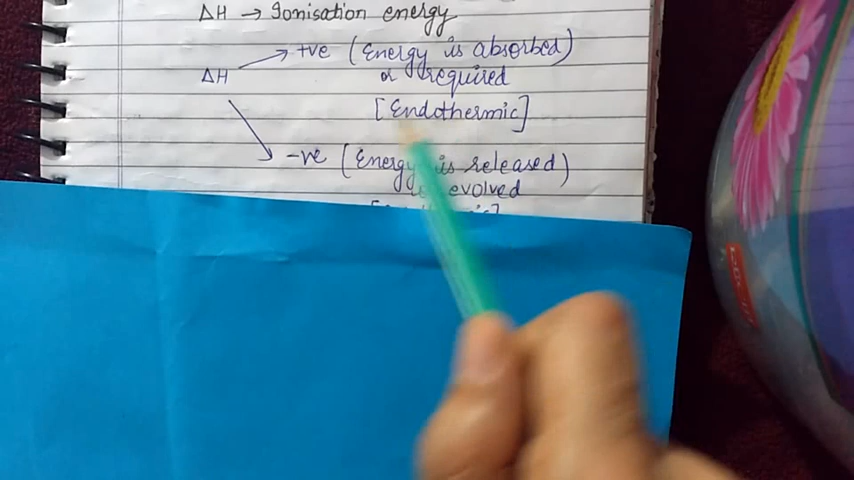 ΔH → Ionisation energy
+ve (Energy is absorbed)
ΔH or required
[Endothermic]
-ve (Energy is released)
evolved